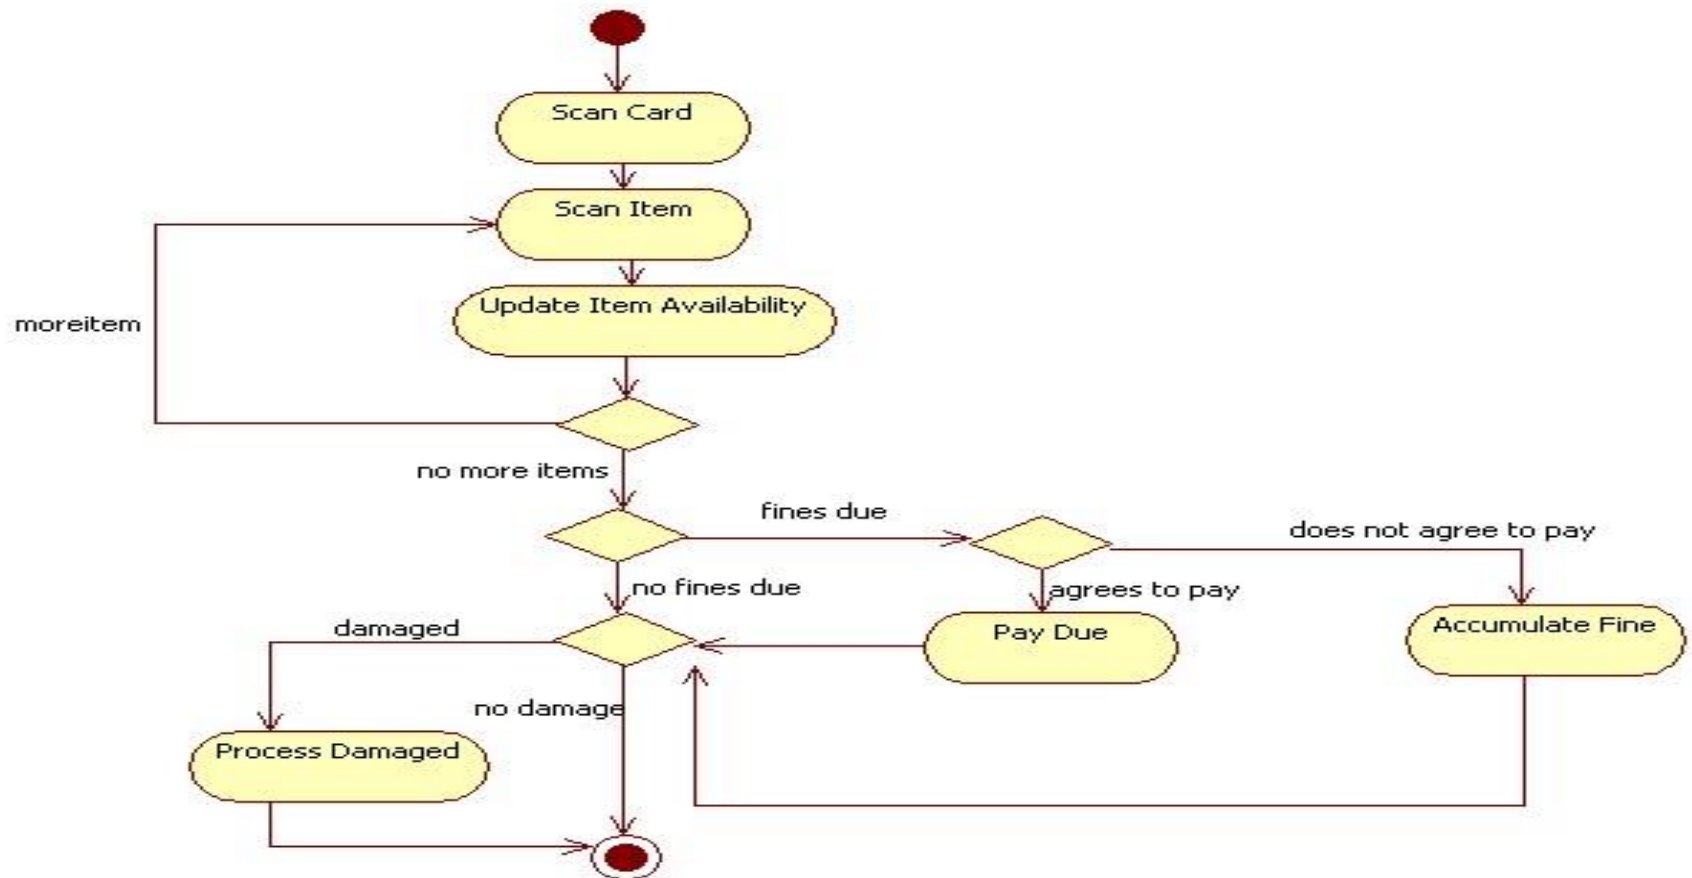 Scan Card
Scan Item
Update Item Availability
moreitem
no more items
fines due
does not agree to pay
no fines due
agrees to pay
damaged
Pay Due
Accumulate Fine
no damage
Process Damaged